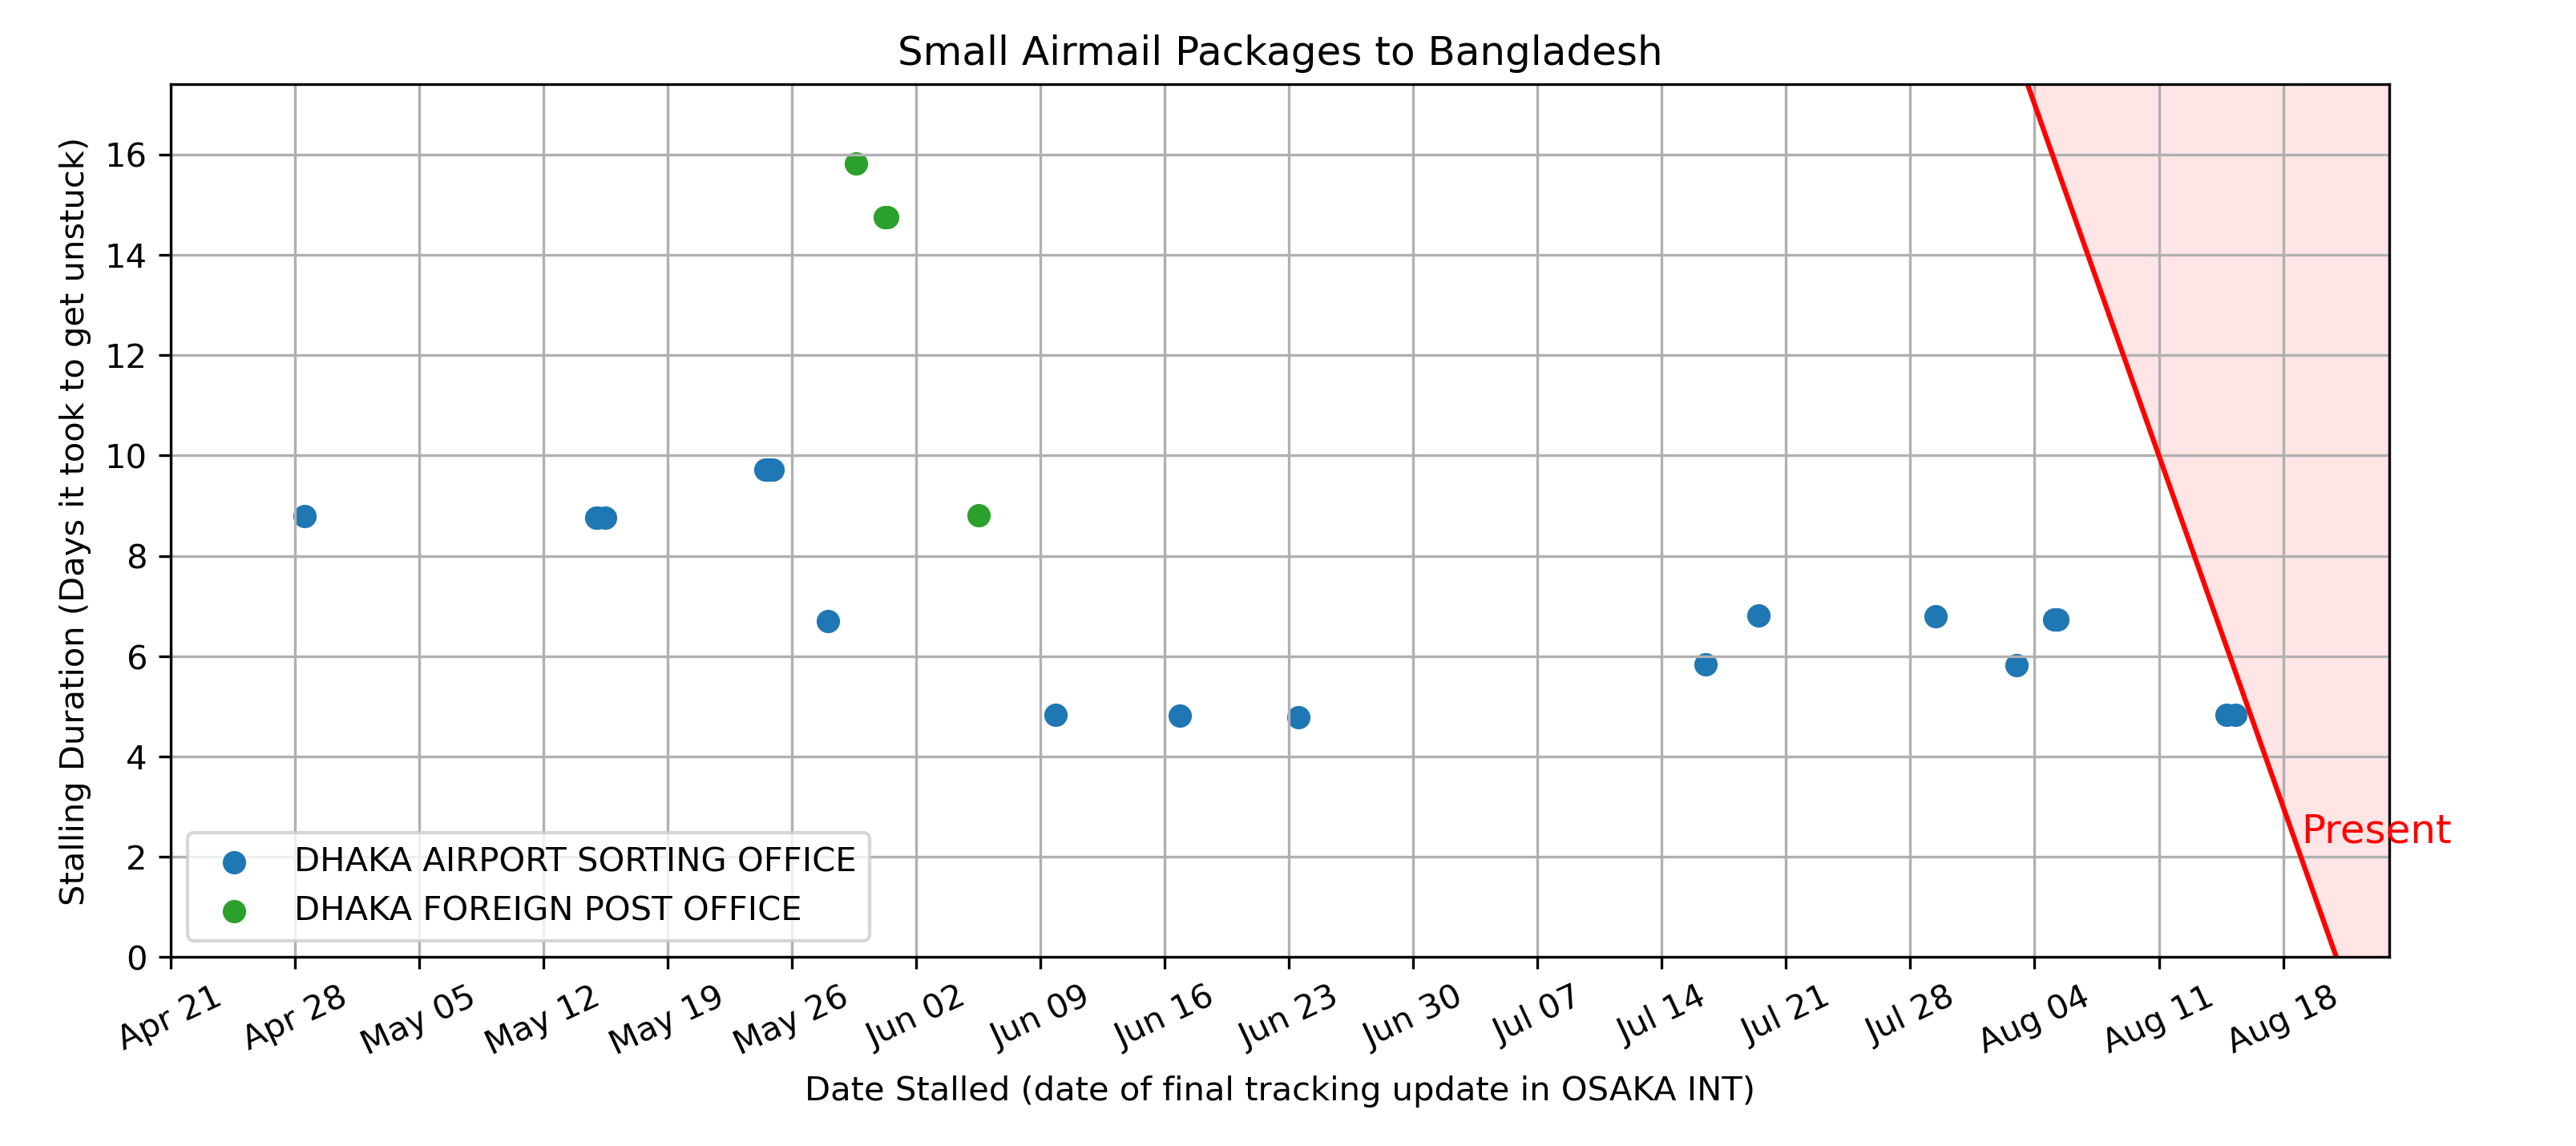 Small Airmail Packages to Bangladesh
Stalling Duration (Days it took to get unstuck)
16
14
12
10
8
6
4
2
0
Present
DHAKA AIRPORT SORTING OFFICE
DHAKA FOREIGN POST OFFICE
Apr 21
Apr 28
May 05
May 12
May 19
May 26
Jun 02
Jun 09
Jun 16
Jun 23
Jun 30
Jul 07
Jul 14
Jul 21
Jul 28
Aug 04
Aug 11
Aug 18
Date Stalled (date of final tracking update in OSAKA INT)